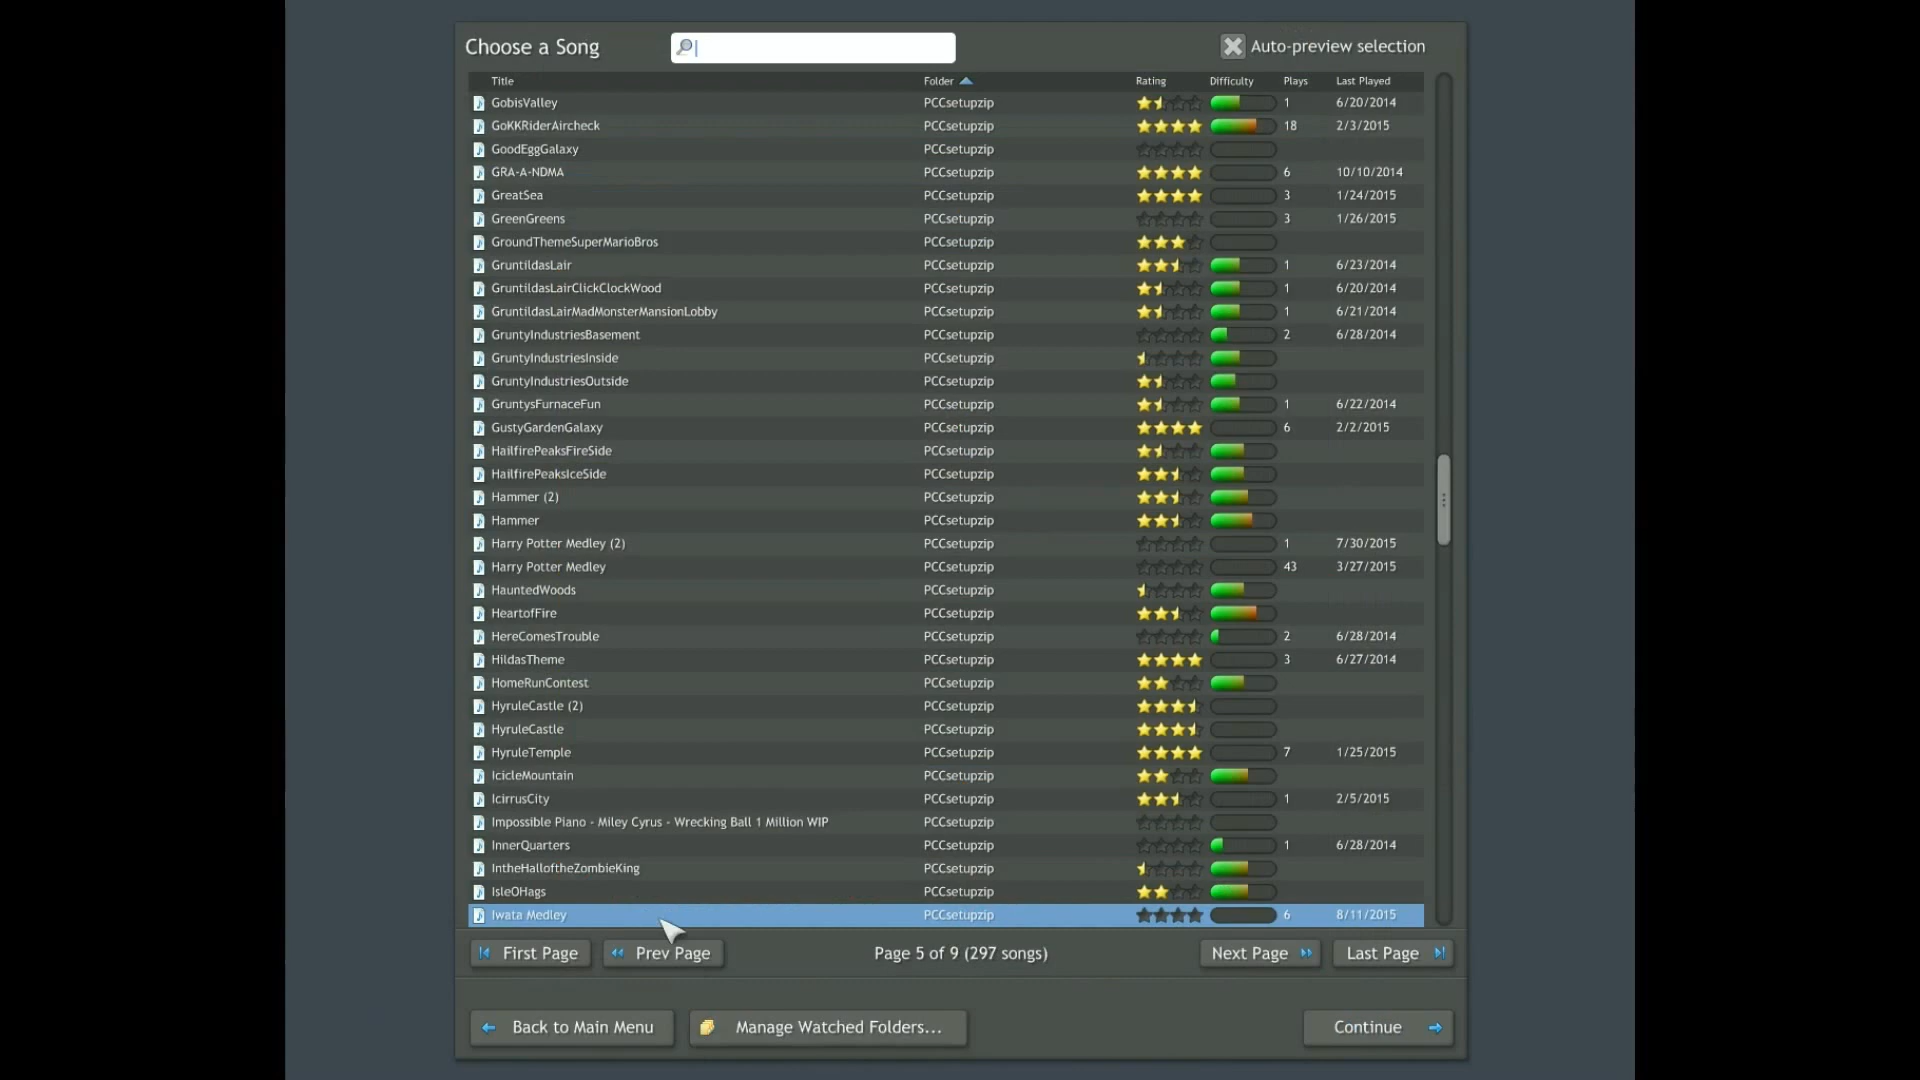 Choose a Song
Auto-preview selection
Title Folder Rating Difficulty Plays Last Played
GobisValley PCCsetupzip 1 6/20/2014
GoKKRiderAircheck PCCsetupzip 18 2/3/2015
GoodEggGalaxy PCCsetupzip
GRA-A-NDMA PCCsetupzip 6 10/10/2014
GreatSea PCCsetupzip 3 1/24/2015
GreenGreens PCCsetupzip 3 1/26/2015
GroundThemeSuperMarioBros PCCsetupzip
GruntildasLair PCCsetupzip 1 6/23/2014
GruntildasLairClickClockWood PCCsetupzip 1 6/20/2014
GruntildasLairMadMonsterMansionLobby PCCsetupzip 1 6/21/2014
GruntyIndustriesBasement PCCsetupzip 2 6/28/2014
GruntyIndustriesInside PCCsetupzip
GruntyIndustriesOutside PCCsetupzip
GruntysFurnaceFun PCCsetupzip 1 6/22/2014
GustyGardenGalaxy PCCsetupzip 6 2/2/2015
HailfirePeaksFireSide PCCsetupzip
HailfirePeaksIceSide PCCsetupzip
Hammer (2) PCCsetupzip
Hammer PCCsetupzip
Harry Potter Medley (2) PCCsetupzip 1 7/30/2015
Harry Potter Medley PCCsetupzip 43 3/27/2015
HauntedWoods PCCsetupzip
HeartofFire PCCsetupzip
HereComesTrouble PCCsetupzip 2 6/28/2014
HildasTheme PCCsetupzip 3 6/27/2014
HomeRunContest PCCsetupzip
HyruleCastle (2) PCCsetupzip
HyruleCastle PCCsetupzip
HyruleTemple PCCsetupzip 7 1/25/2015
IcicleMountain PCCsetupzip
IcirrusCity PCCsetupzip 1 2/5/2015
Impossible Piano - Miley Cyrus - Wrecking Ball 1 Million WIP PCCsetupzip
InnerQuarters PCCsetupzip 1 6/28/2014
IntheHalloftheZombieKing PCCsetupzip
IsleOHags PCCsetupzip
Iwata Medley PCCsetupzip 6 8/11/2015
First Page Prev Page Page 5 of 9 (297 songs) Next Page Last Page
Back to Main Menu Manage Watched Folders... Continue